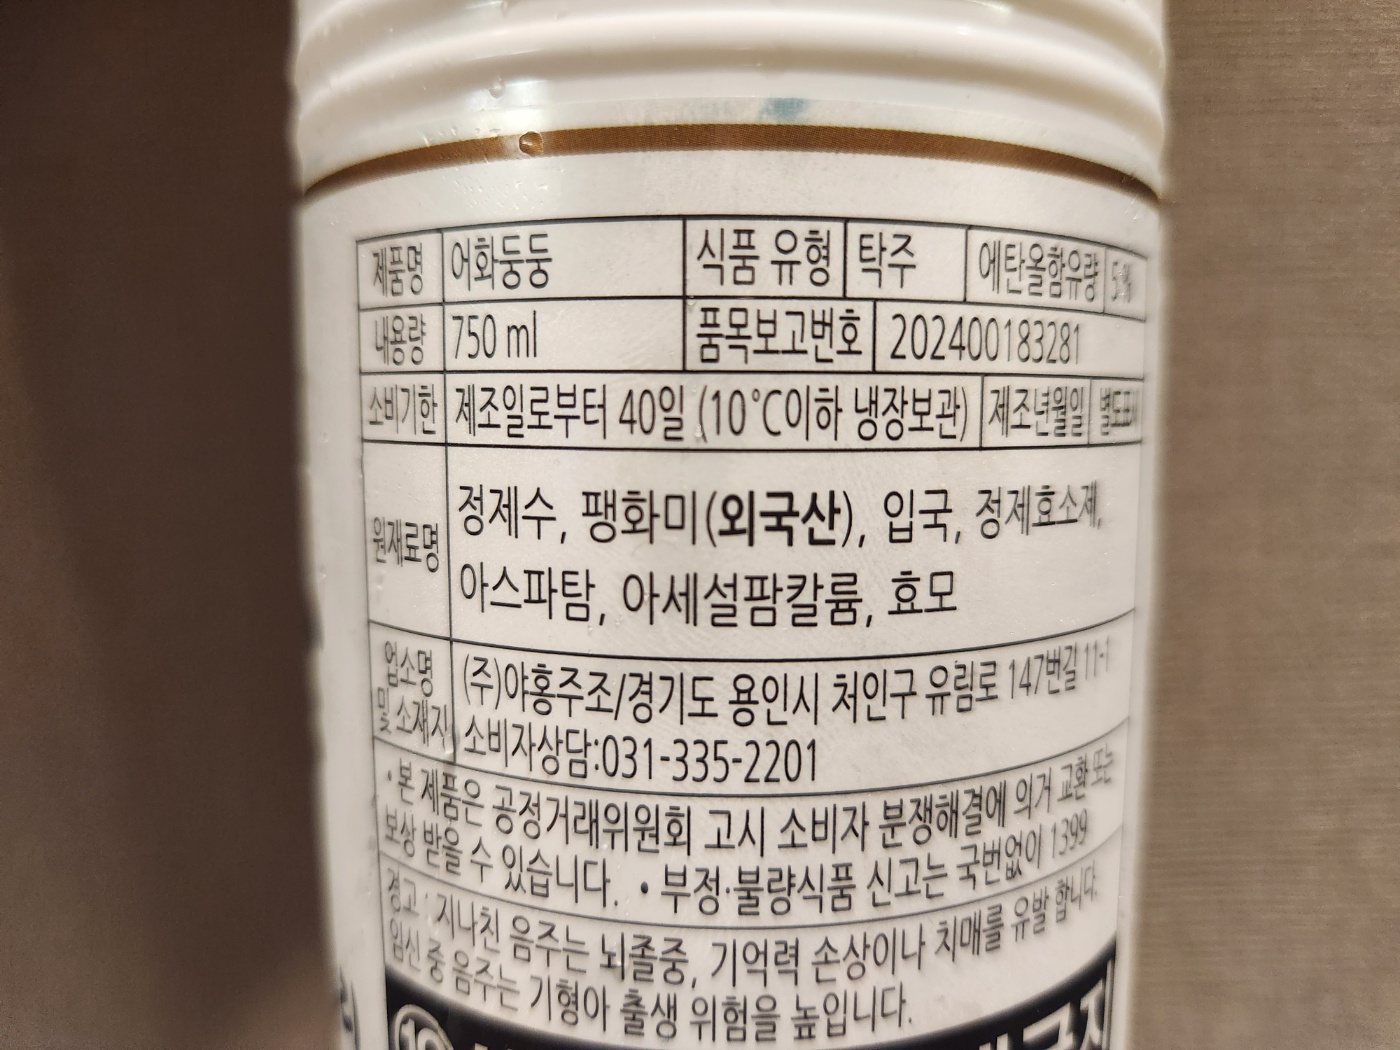 제품명 어화둥둥 식품 유형 탁주 에탄올함유량 5%
내용량 750 ml 품목보고번호 202400183281
소비기한 제조일로부터 40일 (10°C이하 냉장보관) 제조년월일 별도표시
원재료명 정제수, 팽화미(외국산), 입국, 정제효소제,
아스파탐, 아세설팜칼륨, 효모
업소명 및 소재지 (주)야홍주조/경기도 용인시 처인구 유림로 147번길 11-1
소비자상담:031-335-2201
· 본 제품은 공정거래위원회 고시 소비자 분쟁해결에 의거 교환 또는
보상 받을 수 있습니다. · 부정·불량식품 신고는 국번없이 1399
경고 : 지나친 음주는 뇌졸중, 기억력 손상이나 치매를 유발 합니다.
임신 중 음주는 기형아 출생 위험을 높입니다.